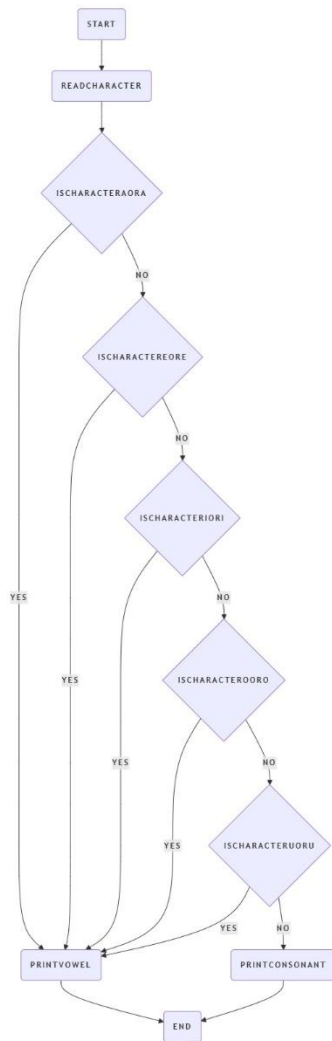 START
READCHARACTER
ISCHARACTERAORA
NO
ISCHARACTEREORE
NO
ISCHARACTERIORI
YES
NO
ISCHARACTEROORO
YES
NO
YES
YES
ISCHARACTERUORU
YES
NO
PRINTVOWEL
PRINTCONSONANT
END